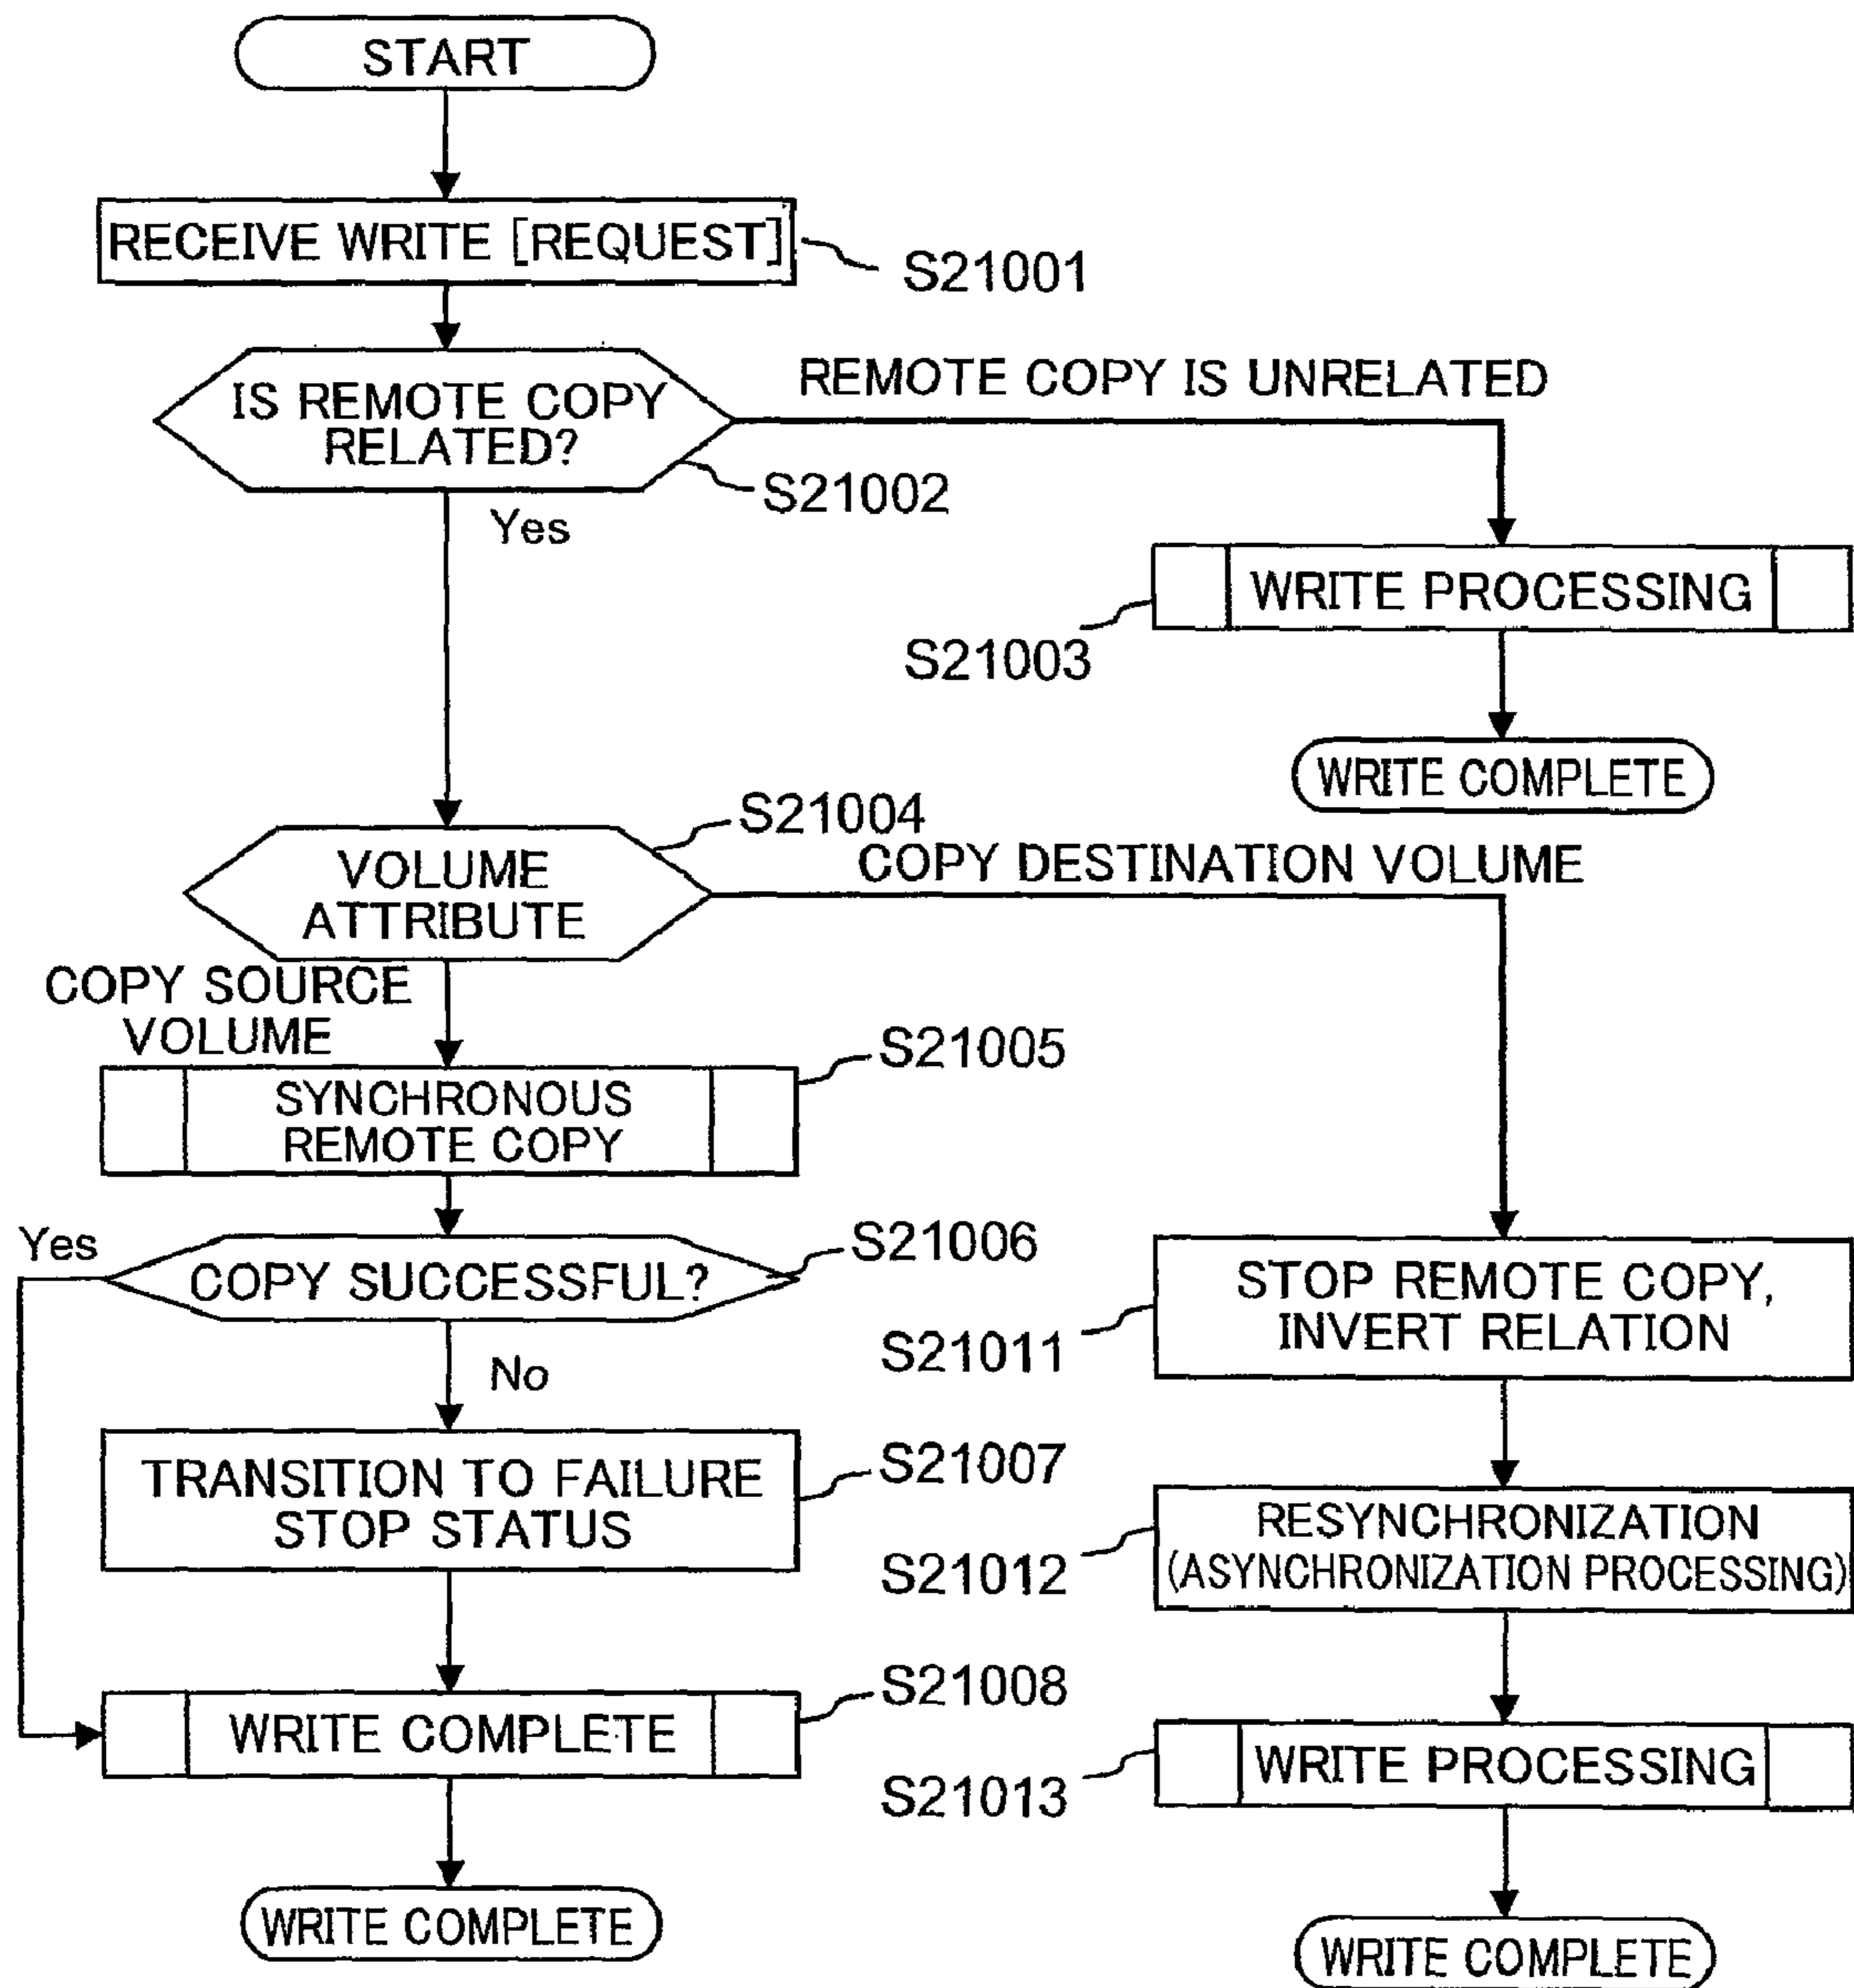 START
RECEIVE WRITE [REQUEST]
S21001
IS REMOTE COPY
RELATED?
REMOTE COPY IS UNRELATED
S21002
Yes
WRITE PROCESSING
S21003
WRITE COMPLETE
S21004
VOLUME
ATTRIBUTE
COPY DESTINATION VOLUME
COPY SOURCE
VOLUME
SYNCHRONOUS
REMOTE COPY
S21005
Yes
COPY SUCCESSFUL?
S21006
No
TRANSITION TO FAILURE
STOP STATUS
S21007
WRITE COMPLETE
S21008
WRITE COMPLETE
STOP REMOTE COPY,
INVERT RELATION
S21011
RESYNCHRONIZATION
(ASYNCHRONIZATION PROCESSING)
S21012
WRITE PROCESSING
S21013
WRITE COMPLETE